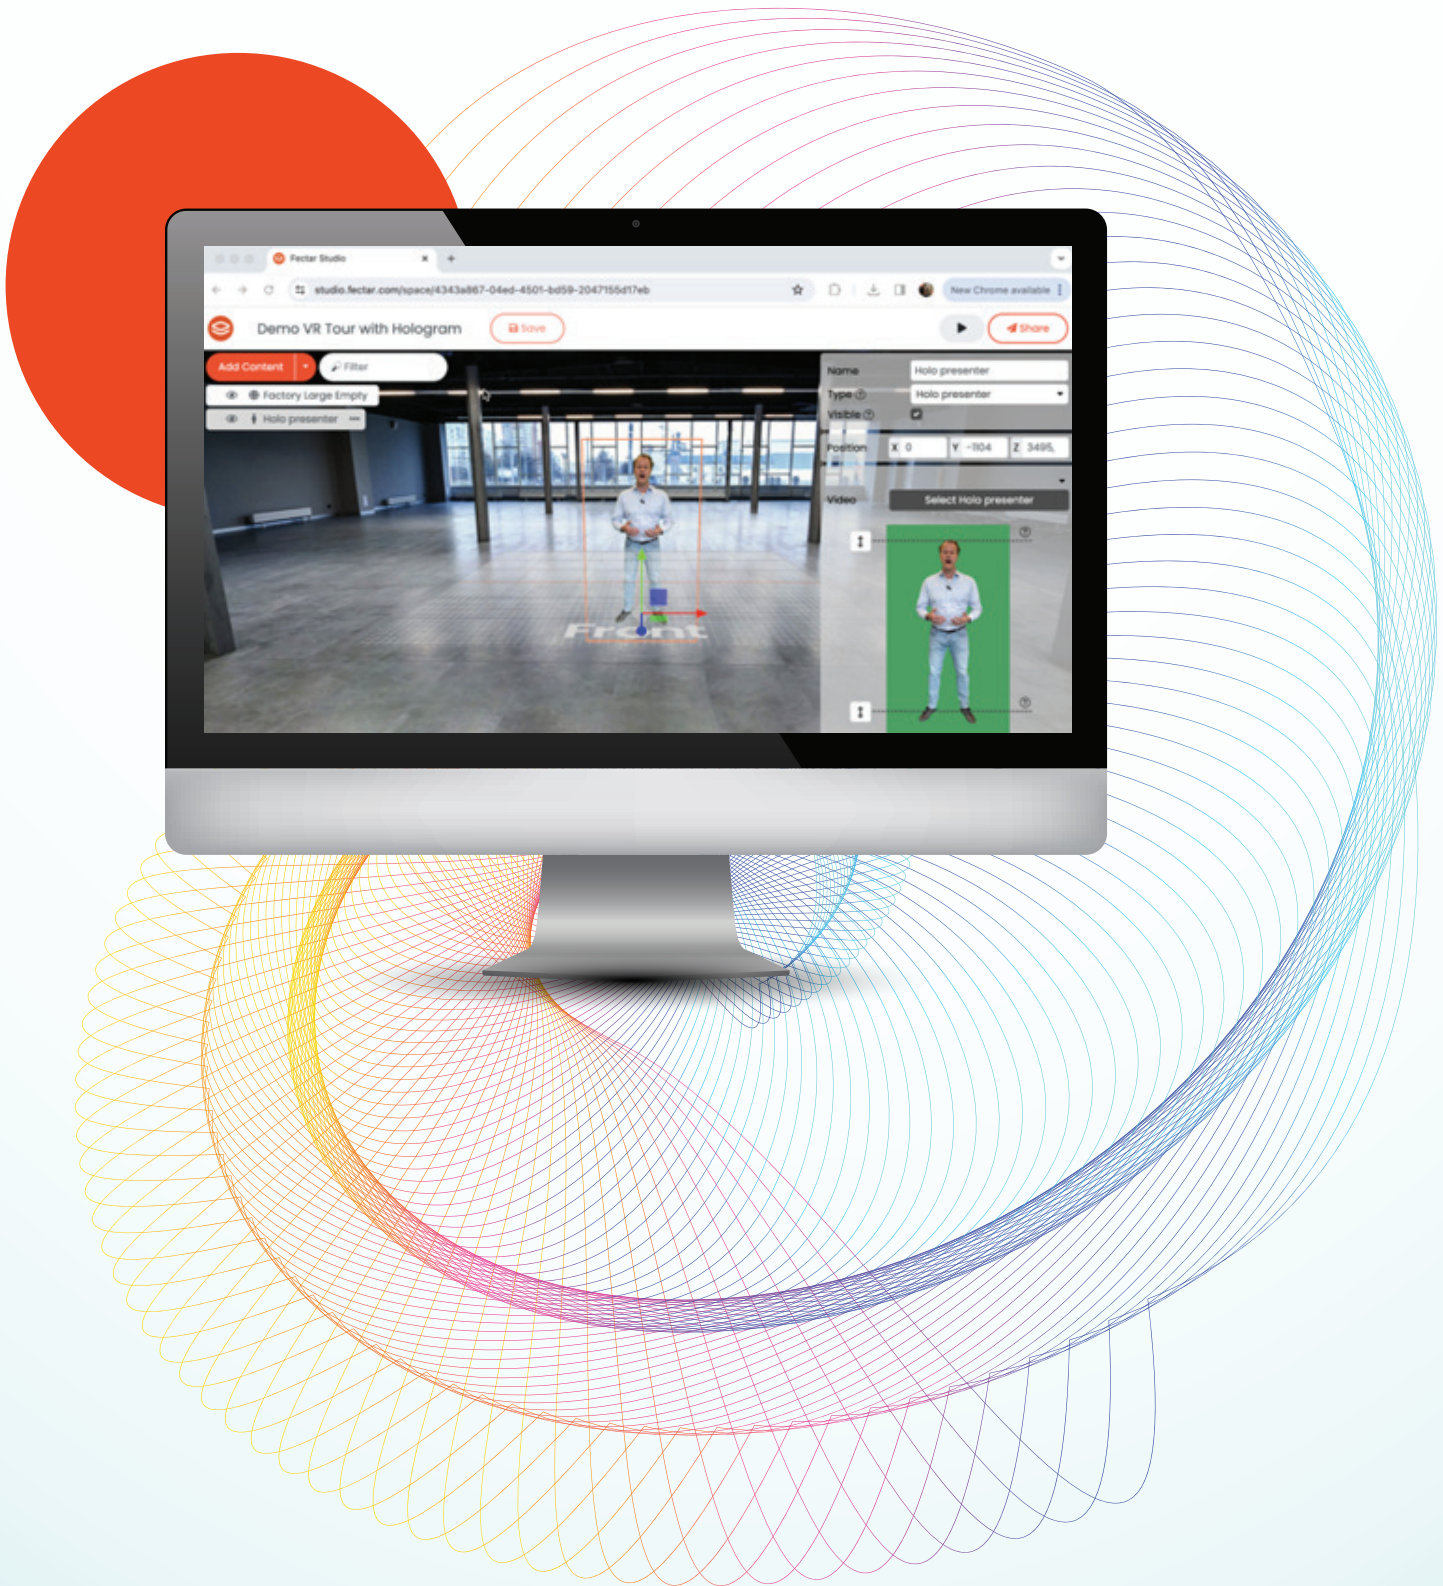 Fectar Studio
studio.fectar.com/space/4343a867-04ed-4501-bd59-2047155d17eb
New Chrome available
Demo VR Tour with Hologram
Save
Share
Add Content
Filter
Factory Large Empty
Holo presenter
Front
Name Holo presenter
Type Holo presenter
Visible
Position X 0 Y -1104 Z 3495,
Video Select Holo presenter